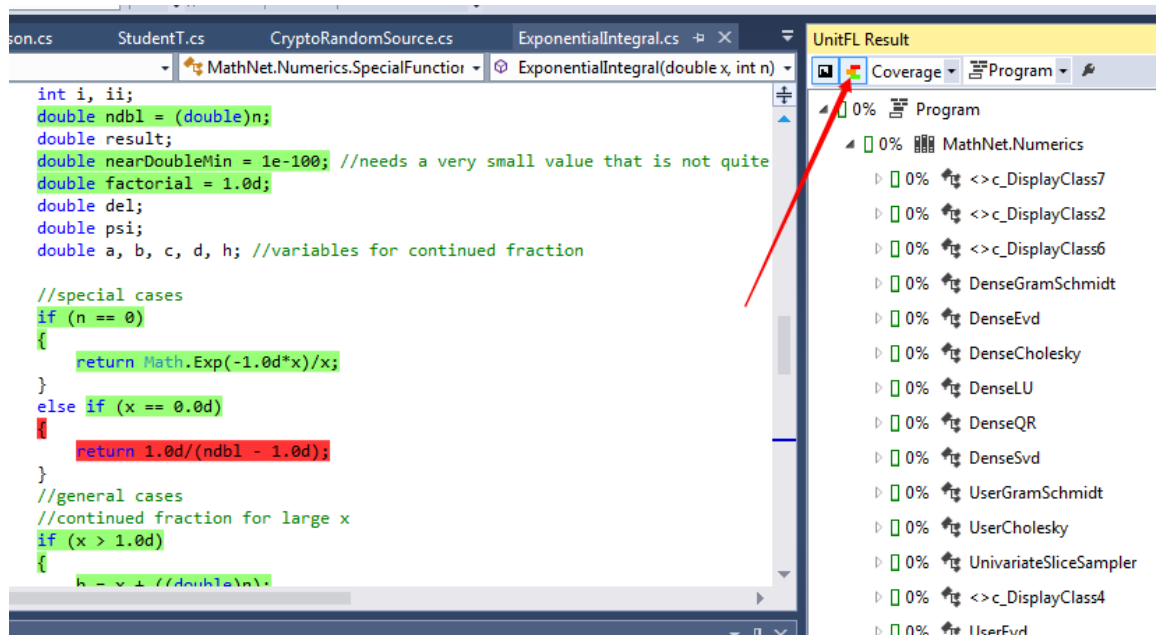 son.cs StudentT.cs CryptoRandomSource.cs ExponentialIntegral.cs
MathNet.Numerics.SpecialFunctior ExponentialIntegral(double x, int n)
int i, ii;
double ndbl = (double)n;
double result;
double nearDoubleMin = 1e-100; //needs a very small value that is not quite
double factorial = 1.0d;
double del;
double psi;
double a, b, c, d, h; //variables for continued fraction
//special cases
if (n == 0)
{
return Math.Exp(-1.0d*x)/x;
}
else if (x == 0.0d)
{
return 1.0d/(ndbl - 1.0d);
}
//general cases
//continued fraction for large x
if (x > 1.0d)
{
h = x + ((double)n);
UnitFL Result
Coverage Program
0% Program
0% MathNet.Numerics
0% <>c_DisplayClass7
0% <>c_DisplayClass2
0% <>c_DisplayClass6
0% DenseGramSchmidt
0% DenseEvd
0% DenseCholesky
0% DenseLU
0% DenseQR
0% DenseSvd
0% UserGramSchmidt
0% UserCholesky
0% UnivariateSliceSampler
0% <>c_DisplayClass4
0% UserEvd